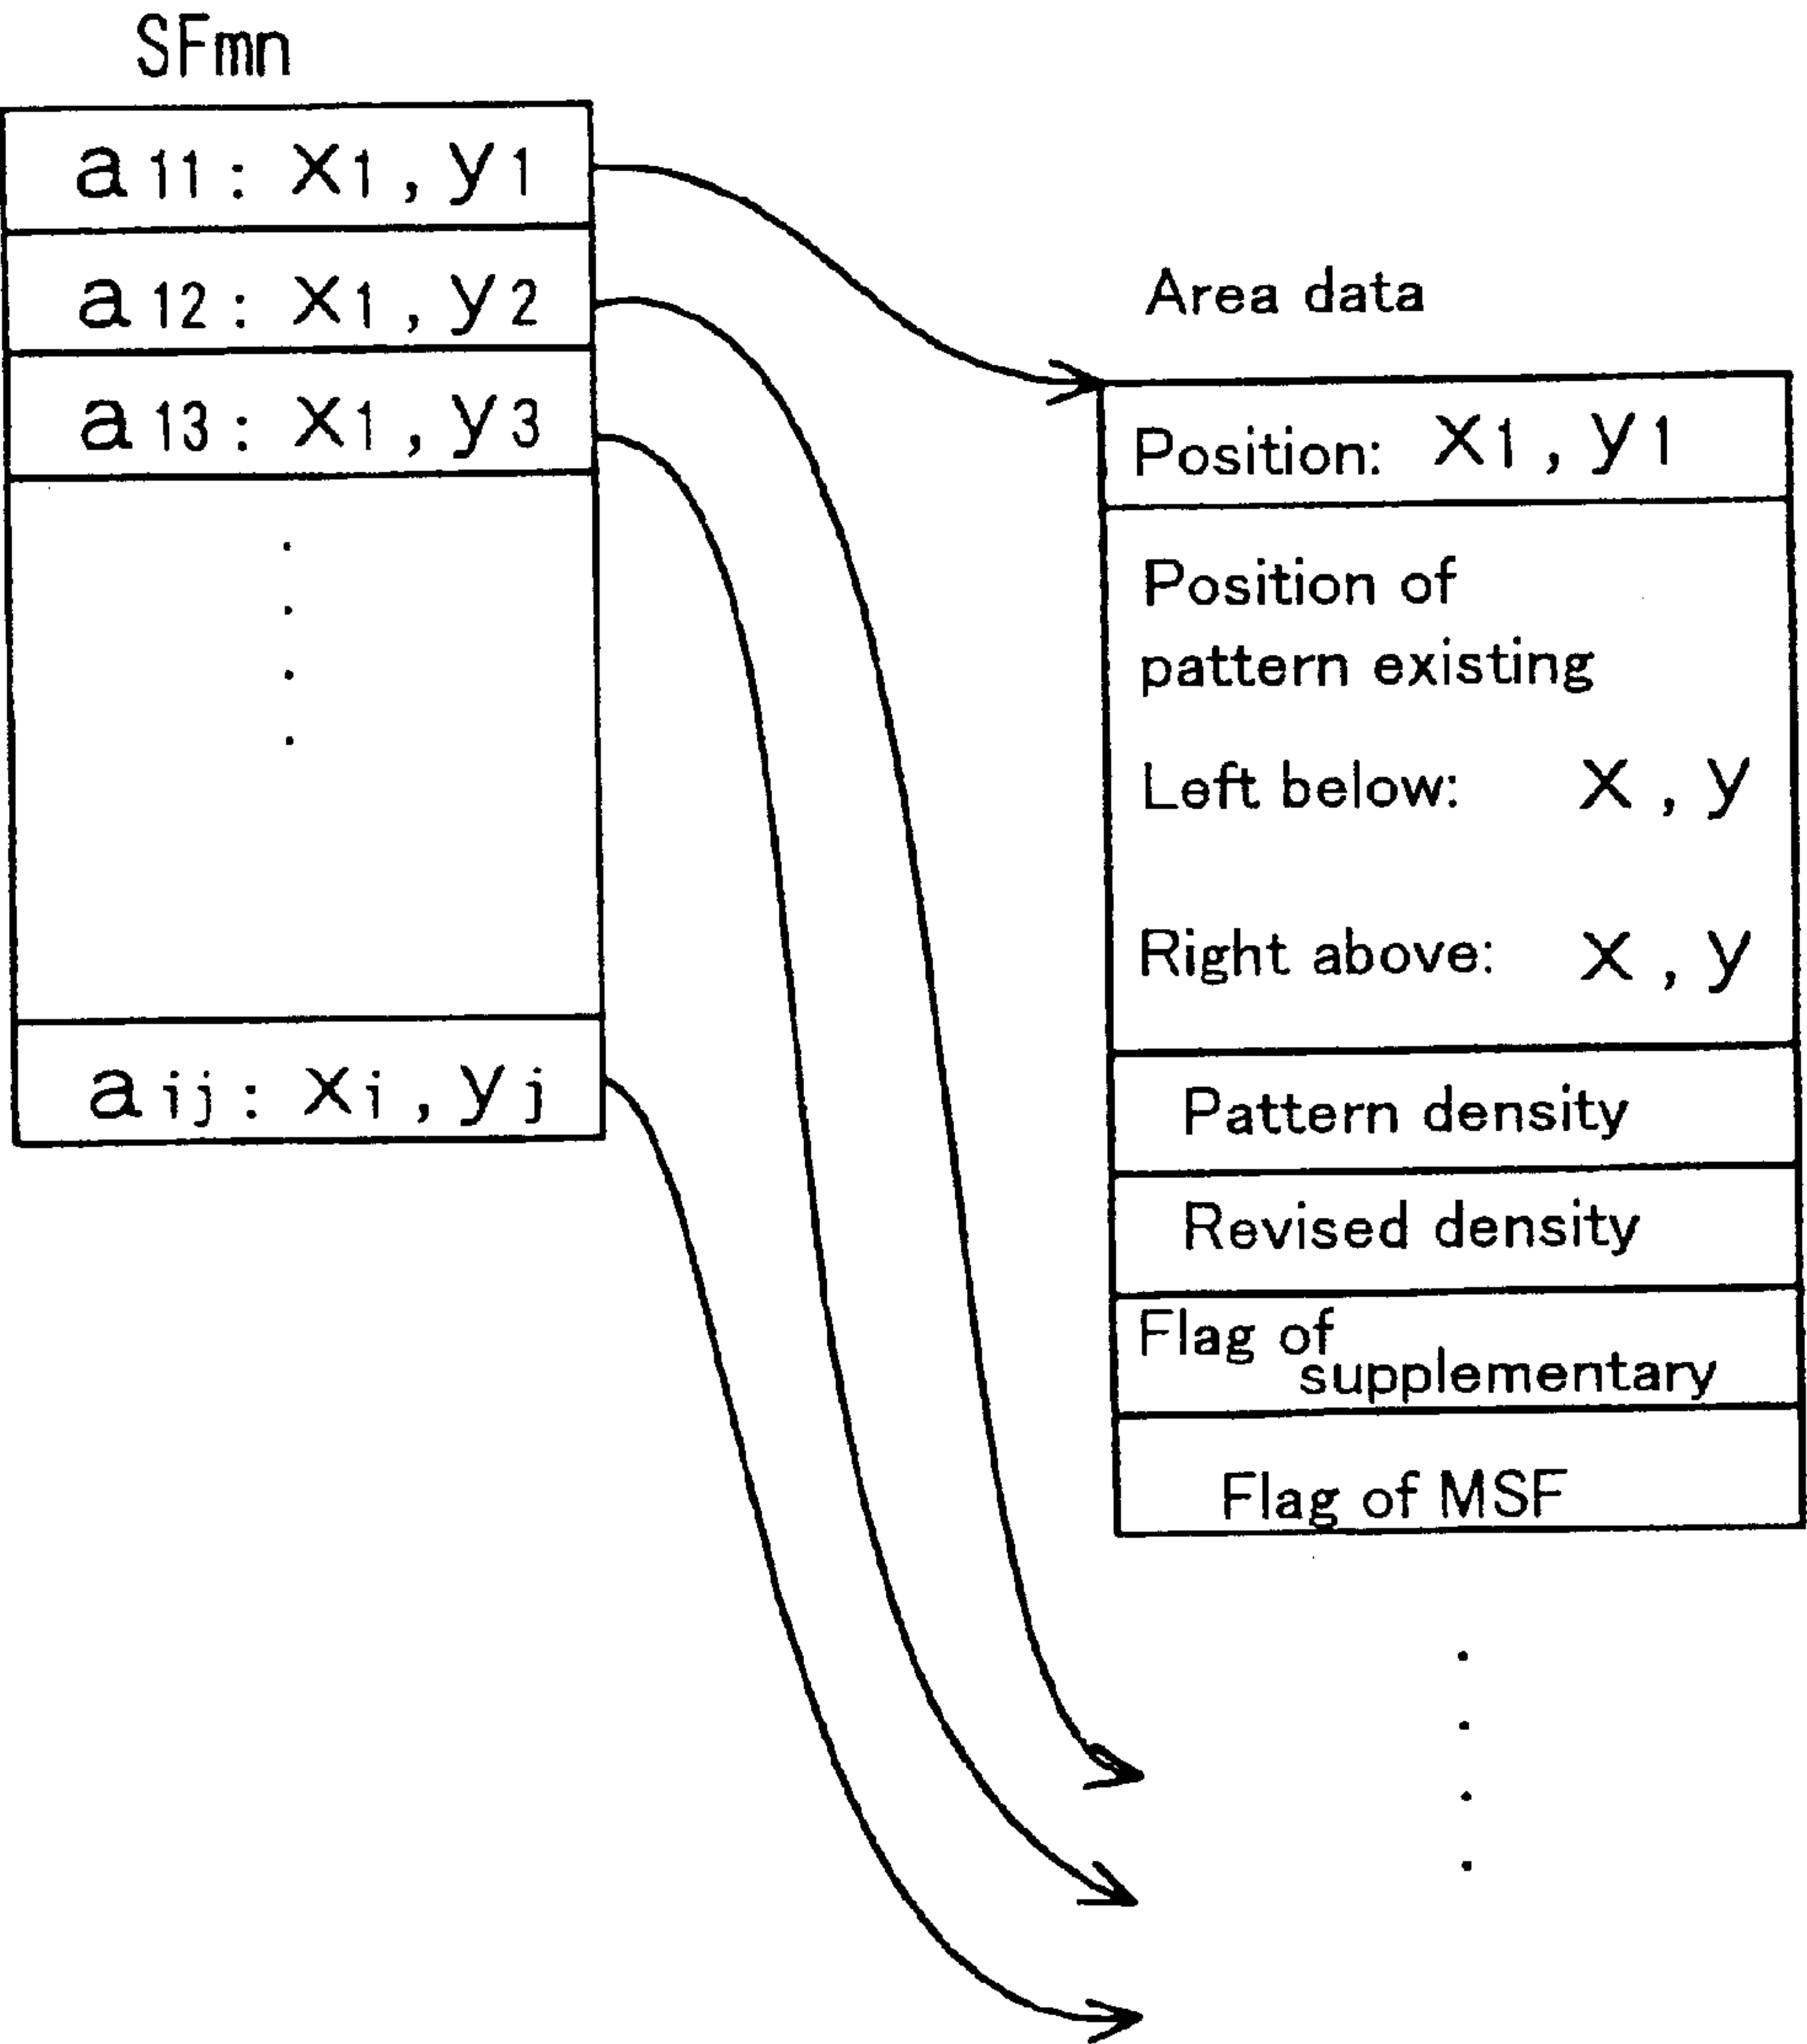 SFmn
a11: x1, y1
a12: x1, y2
a13: x1, y3
aij: xi, yj
Area data
Position: x1, y1
Position of
pattern existing
Left below: x, y
Right above: x, y
Pattern density
Revised density
Flag of
supplementary
Flag of MSF